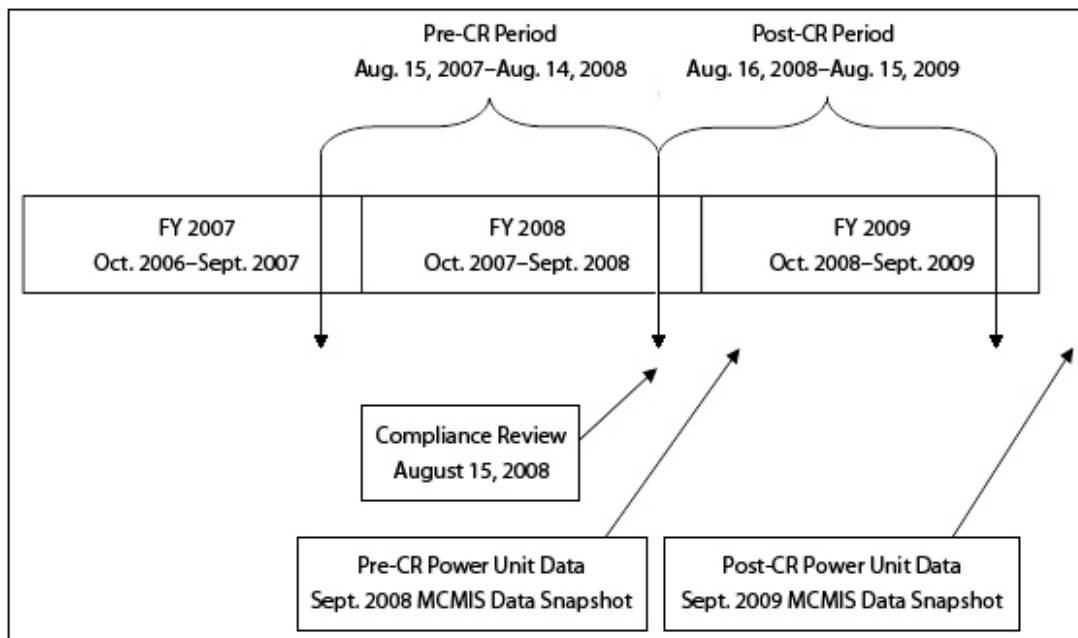 Pre-CR Period
Aug. 15, 2007–Aug. 14, 2008
Post-CR Period
Aug. 16, 2008–Aug. 15, 2009
FY 2007
Oct. 2006–Sept. 2007
FY 2008
Oct. 2007–Sept. 2008
FY 2009
Oct. 2008–Sept. 2009
Compliance Review
August 15, 2008
Pre-CR Power Unit Data
Sept. 2008 MCMIS Data Snapshot
Post-CR Power Unit Data
Sept. 2009 MCMIS Data Snapshot